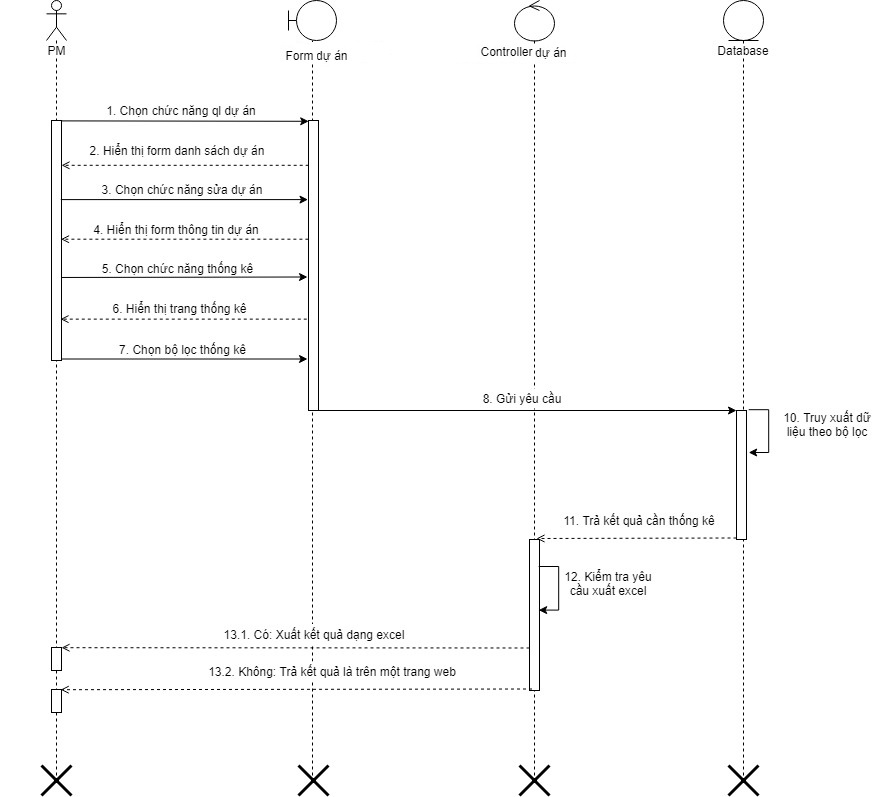 PM
Form dự án
Controller dự án
Database
1. Chọn chức năng ql dự án
2. Hiển thị form danh sách dự án
3. Chọn chức năng sửa dự án
4. Hiển thị form thông tin dự án
5. Chọn chức năng thống kê
6. Hiển thị trang thống kê
7. Chọn bộ lọc thống kê
8. Gửi yêu cầu
10. Truy xuất dữ
liệu theo bộ lọc
11. Trả kết quả cần thống kê
12. Kiểm tra yêu
cầu xuất excel
13.1. Có: Xuất kết quả dạng excel
13.2. Không: Trả kết quả là trên một trang web